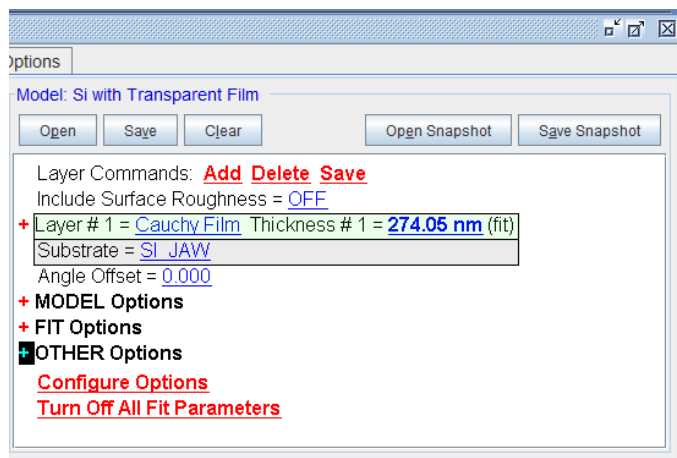 Options
Model: Si with Transparent Film
Open Save Clear Open Snapshot Save Snapshot
Layer Commands: Add Delete Save
Include Surface Roughness = OFF
+ Layer # 1 = Cauchy Film Thickness # 1 = 274.05 nm (fit)
Substrate = SI_JAW
Angle Offset = 0.000
+ MODEL Options
+ FIT Options
+ OTHER Options
Configure Options
Turn Off All Fit Parameters